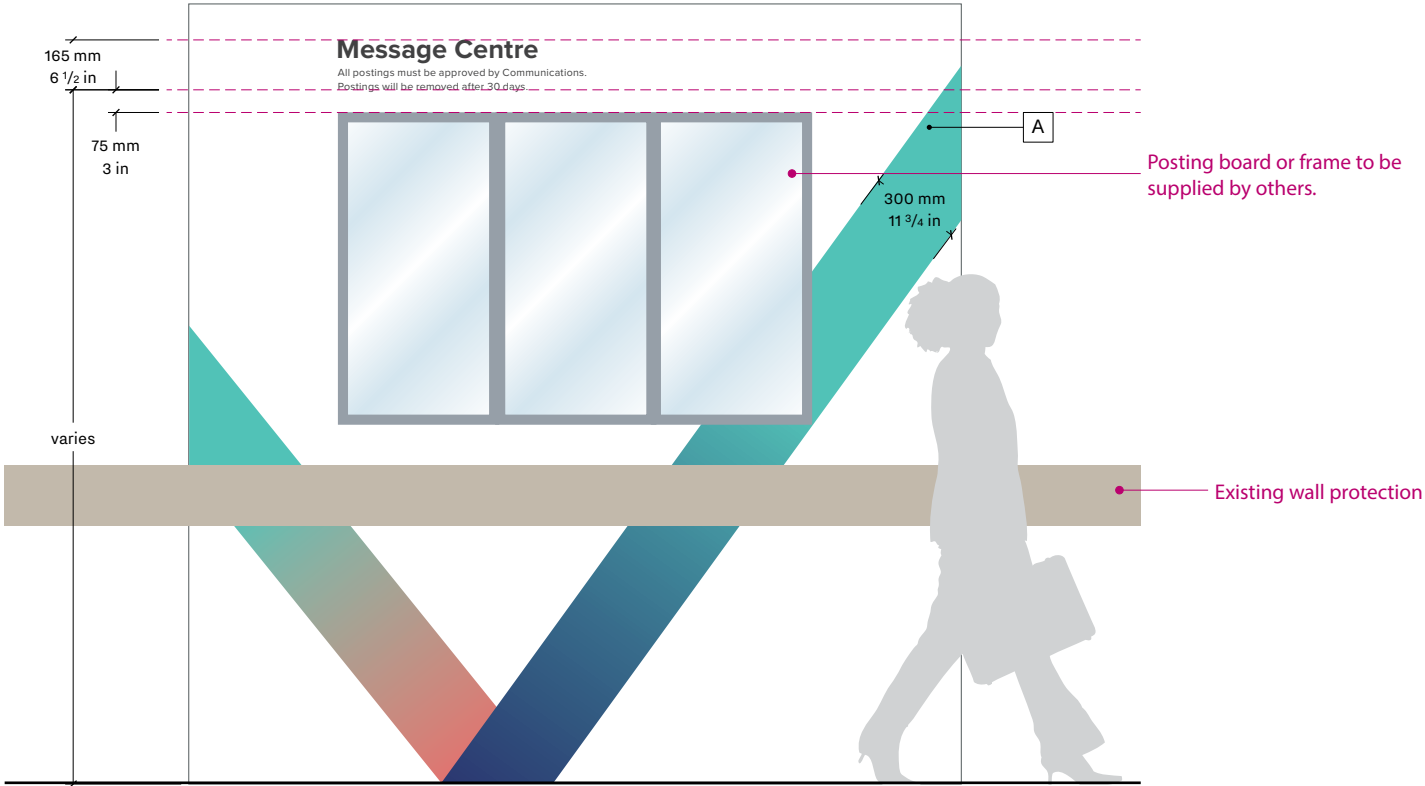 165 mm
6 1/2 in
Message Centre
All postings must be approved by Communications.
Postings will be removed after 30 days.
75 mm
3 in
A
Posting board or frame to be
supplied by others.
300 mm
11 3/4 in
varies
Existing wall protection